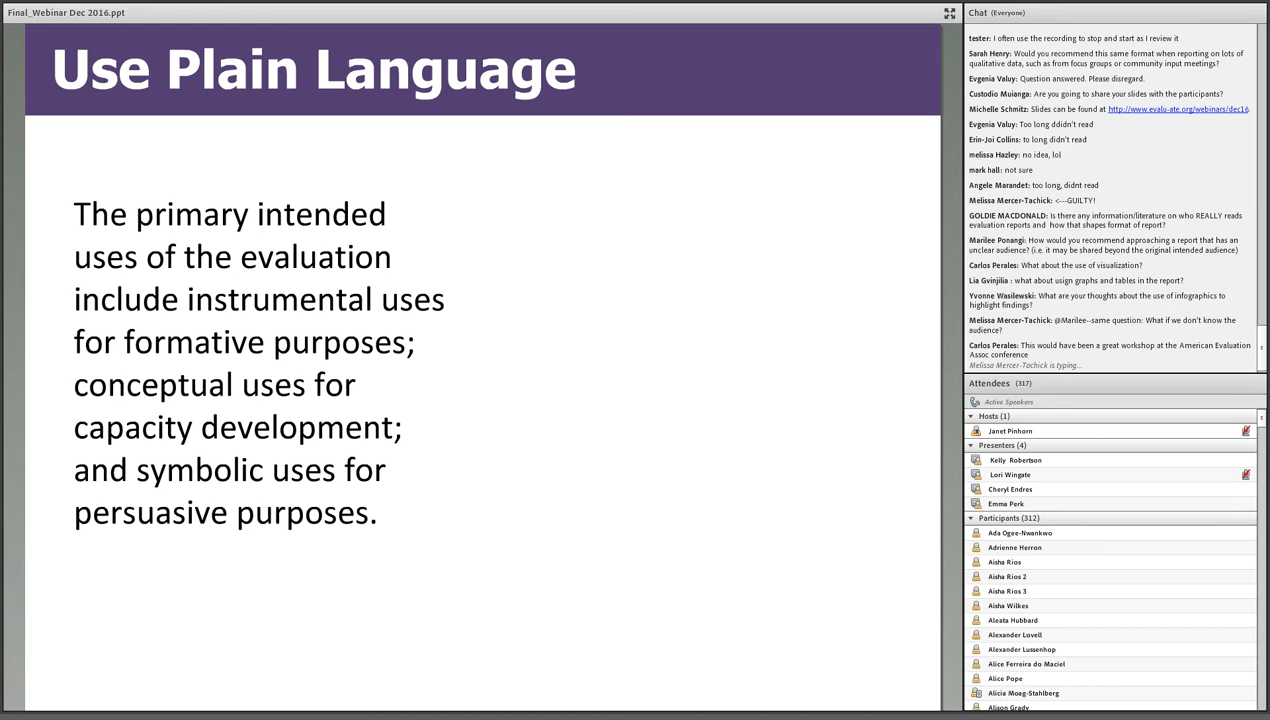 Final_Webinar Dec 2016.ppt
Use Plain Language
The primary intended
uses of the evaluation
include instrumental uses
for formative purposes;
conceptual uses for
capacity development;
and symbolic uses for
persuasive purposes.
Chat (Everyone)
tester: I often use the recording to stop and start as I review it
Sarah Henry: Would you recommend this same format when reporting on lots of
qualitative data, such as from focus groups or community input meetings?
Evgenia Valuy: Question answered. Please disregard.
Custodio Muianga: Are you going to share your slides with the participants?
Michelle Schmitz: Slides can be found at http://www.evalu-ate.org/webinars/dec16.
Evgenia Valuy: Too long ddidn't read
Erin-Joi Collins: to long didn't read
melissa Hazley: no idea, lol
mark hall: not sure
Angele Marandet: too long, didnt read
Melissa Mercer-Tachick: <---GUILTY!
GOLDIE MACDONALD: Is there any information/literature on who REALLY reads
evaluation reports and how that shapes format of report?
Marilee Ponangi: How would you recommend approaching a report that has an
unclear audience? (i.e. it may be shared beyond the original intended audience)
Carlos Perales: What about the use of visualization?
Lia Gvinjilia : what about usign graphs and tables in the report?
Yvonne Wasilewski: What are your thoughts about the use of infographics to
highlight findings?
Melissa Mercer-Tachick: @Marilee--same question: What if we don't know the
audience?
Carlos Perales: This would have been a great workshop at the American Evaluation
Assoc conference
Melissa Mercer-Tachick is typing...
Attendees (317)
Active Speakers
Hosts (1)
Janet Pinhorn
Presenters (4)
Kelly Robertson
Lori Wingate
Cheryl Endres
Emma Perk
Participants (312)
Ada Ogee-Nwankwo
Adrienne Herron
Aisha Rios
Aisha Rios 2
Aisha Rios 3
Aisha Wilkes
Aleata Hubbard
Alexander Lovell
Alexander Lussenhop
Alice Ferreira do Maciel
Alice Pope
Alicia Moag-Stahlberg
Alison Grady